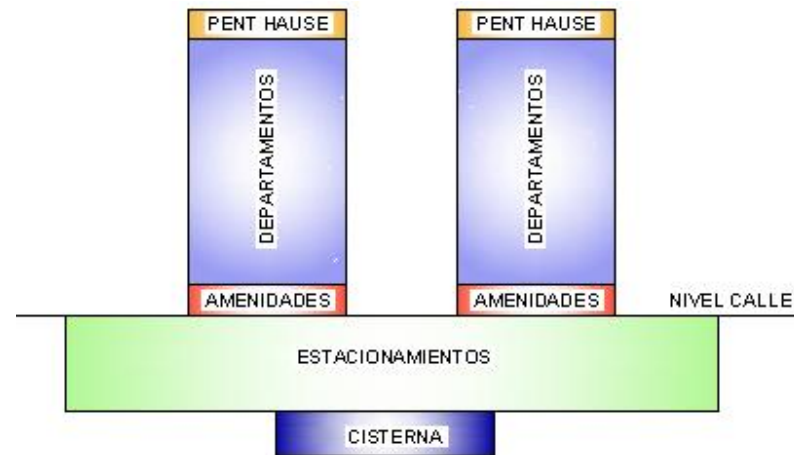 PENT HAUSE
PENT HAUSE
DEPARTAMENTOS
DEPARTAMENTOS
AMENIDADES
AMENIDADES
NIVEL CALLE
ESTACIONAMIENTOS
CISTERNA